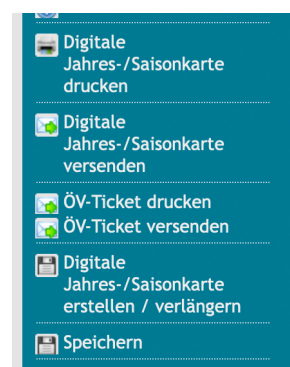 Digitale
Jahres-/Saisonkarte
drucken
Digitale
Jahres-/Saisonkarte
versenden
ÖV-Ticket drucken
ÖV-Ticket versenden
Digitale
Jahres-/Saisonkarte
erstellen / verlängern
Speichern